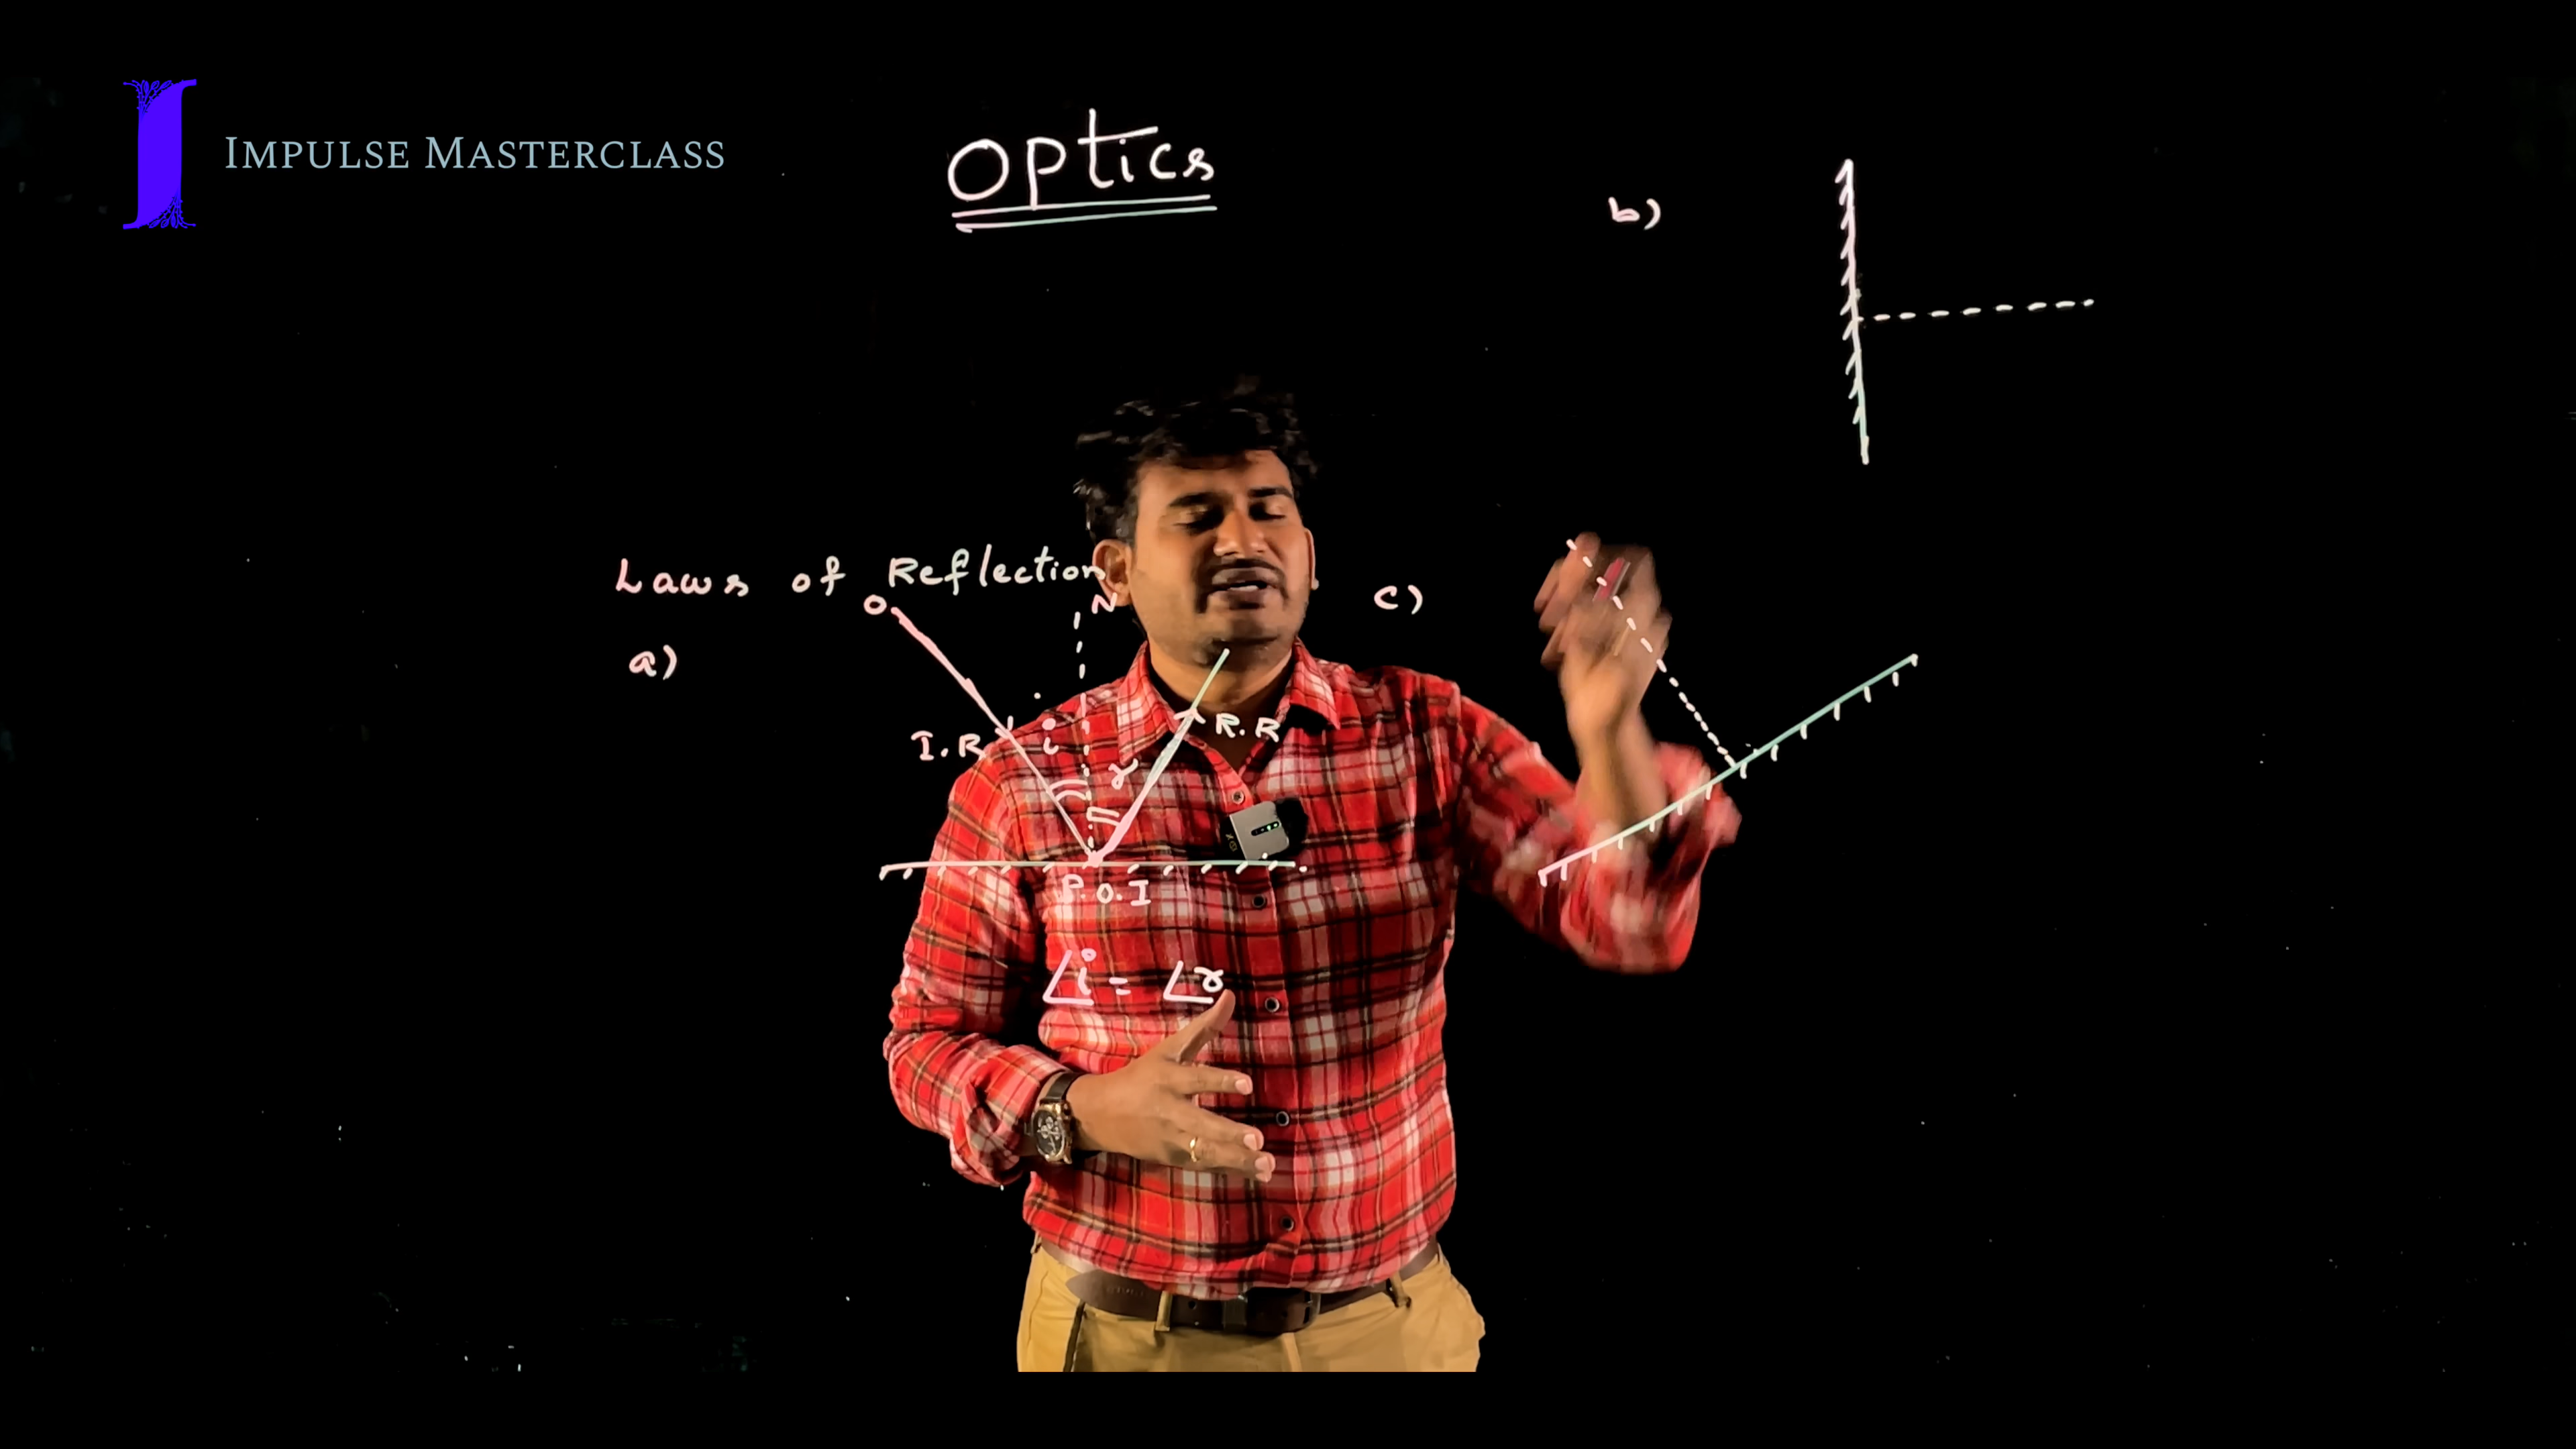 IMPULSE MASTERCLASS
Optics
b)
Laws of Reflection
O
N
c)
a)
I.R
i
r
R.R
P.O.I
∠i = ∠r